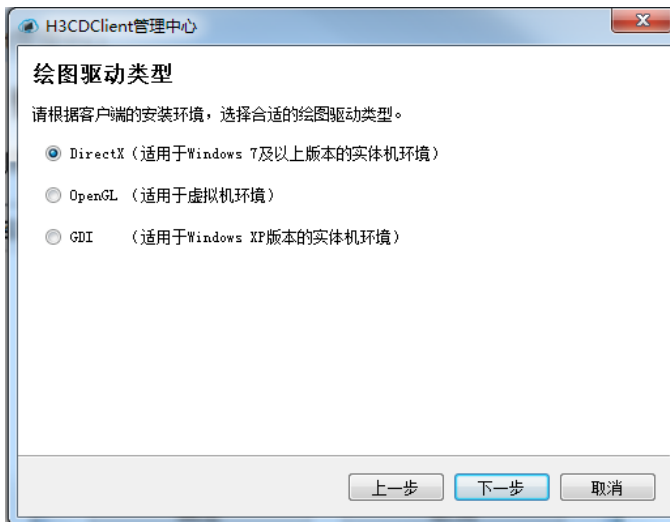 H3CDClient管理中心
绘图驱动类型
请根据客户端的安装环境，选择合适的绘图驱动类型。
DirectX（适用于Windows 7及以上版本的实体机环境）
OpenGL （适用于虚拟机环境）
GDI （适用于Windows XP版本的实体机环境）
上一步 下一步 取消